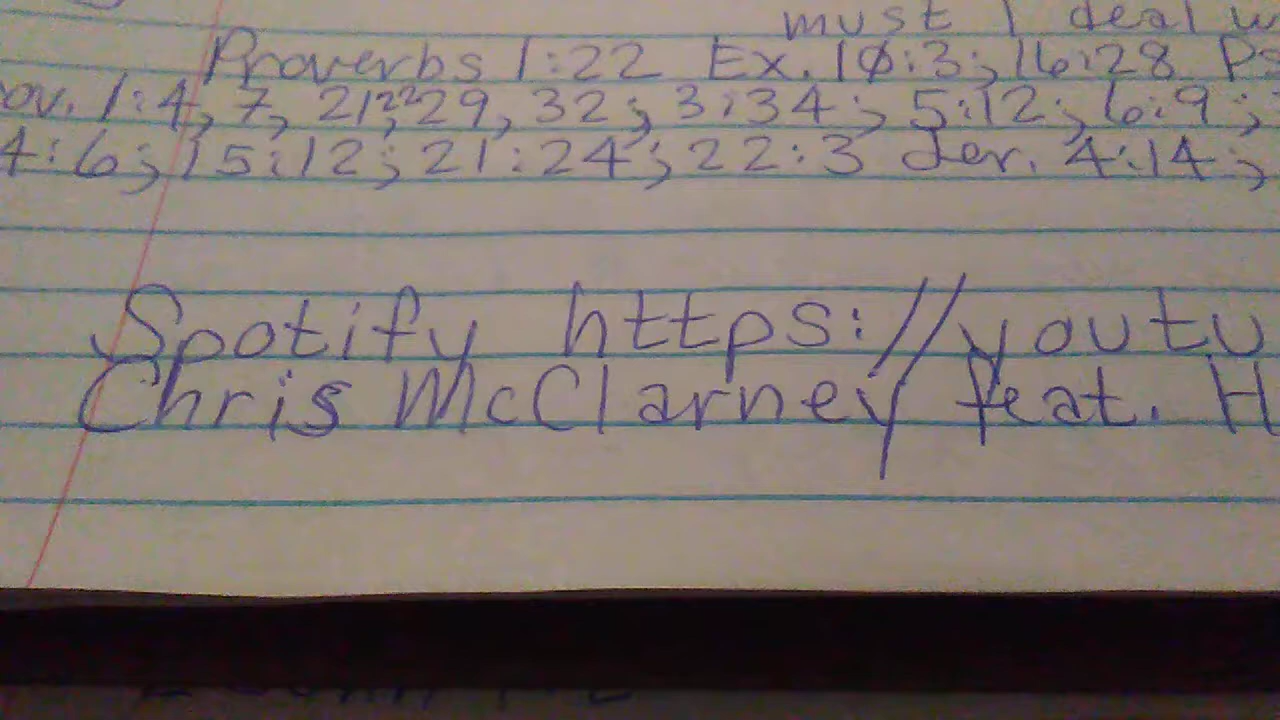 must I deal w
Proverbs 1:22 Ex. 10:3; 16:28 Ps
ov. 1:4, 7, 21, 22, 29, 32; 3:34; 5:12; 6:9;
4:6; 15:12; 21:24; 22:3 Jer. 4:14;
Spotify https://youtu
Chris McClarney feat. H